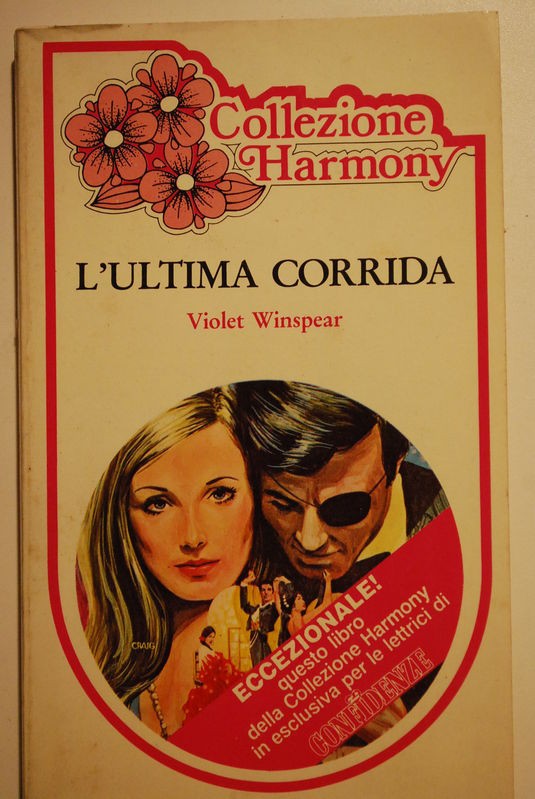 Collezione
Harmony
L'ULTIMA CORRIDA
Violet Winspear
CRAIG
ECCEZIONALE!
questo libro
della Collezione Harmony
in esclusiva per le lettrici di
CONFIDENZE